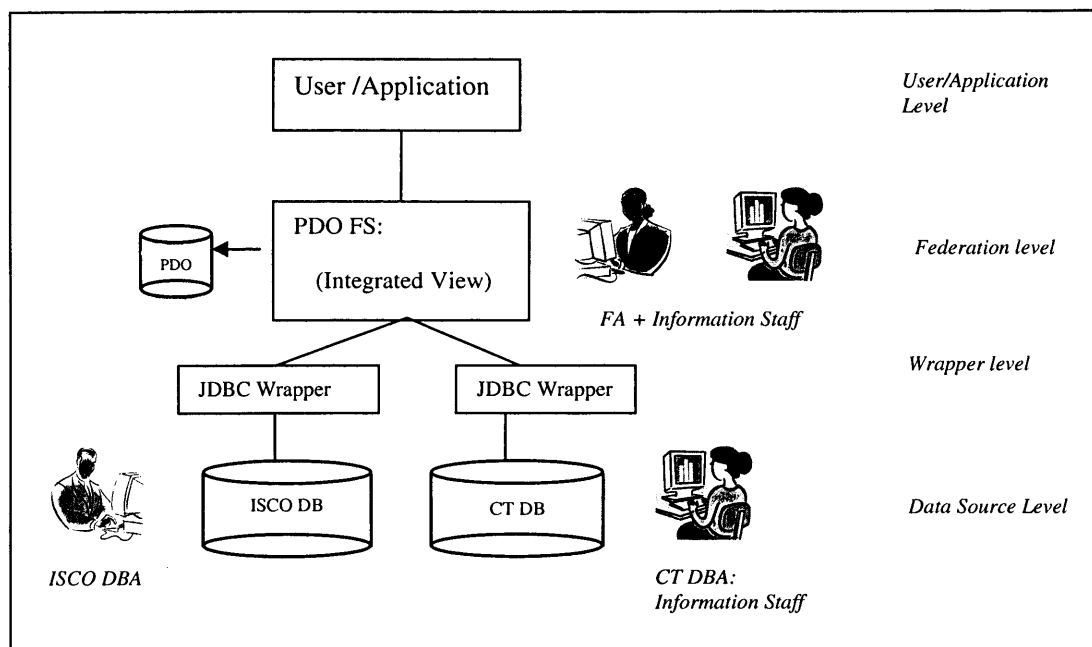 User /Application
User/Application
Level
PDO FS:
(Integrated View)
PDO
Federation level
FA + Information Staff
Wrapper level
JDBC Wrapper
JDBC Wrapper
ISCO DB
CT DB
Data Source Level
ISCO DBA
CT DBA:
Information Staff